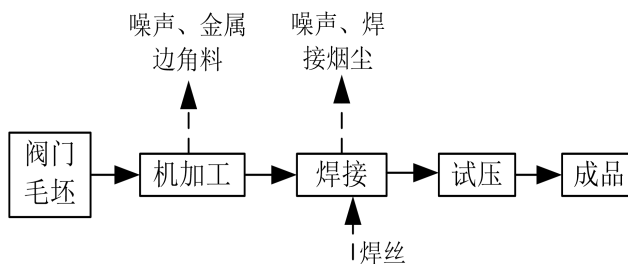 噪声、金属
边角料
噪声、焊
接烟尘
阀门
毛坯
机加工
焊接
试压
成品
焊丝